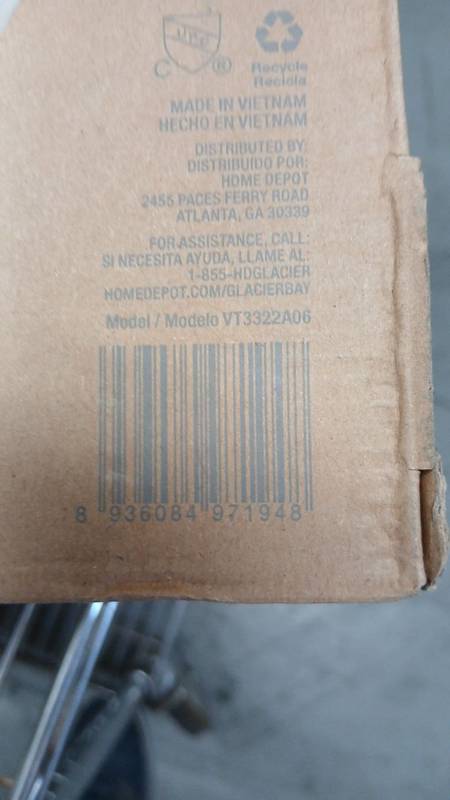 UPC
C ®
Recycle
Recicla
MADE IN VIETNAM
HECHO EN VIETNAM
DISTRIBUTED BY:
DISTRIBUIDO POR:
HOME DEPOT
2455 PACES FERRY ROAD
ATLANTA, GA 30339
FOR ASSISTANCE, CALL:
SI NECESITA AYUDA, LLAME AL:
1-855-HDGLACIER
HOMEDEPOT.COM/GLACIERBAY
Model / Modelo VT3322A06
8 936084 971948